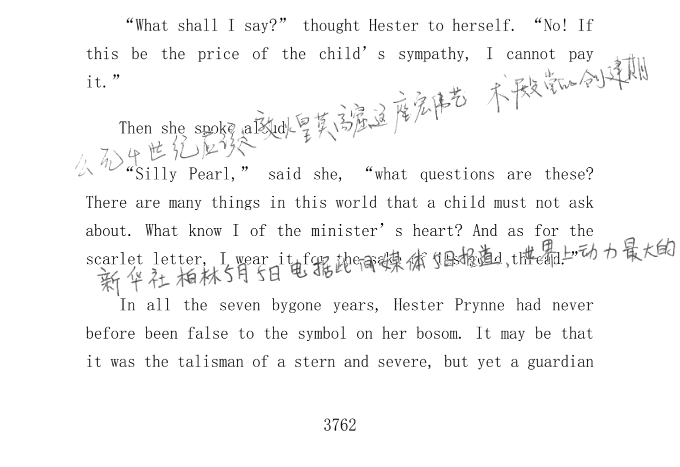 “What shall I say?” thought Hester to herself. “No! If
this be the price of the child’s sympathy, I cannot pay
it.”
术殿堂的创建期
Then she spoke aloud.
公元4世纪应该是敦煌莫高窟这座宏伟艺
“Silly Pearl,” said she, “what questions are these?
There are many things in this world that a child must not ask
about. What know I of the minister’s heart? And as for the
scarlet letter, I wear it for the sake of its gold thread.”
新华社柏林5月5日电据此间媒体5日报道，世界上动力最大的
In all the seven bygone years, Hester Prynne had never
before been false to the symbol on her bosom. It may be that
it was the talisman of a stern and severe, but yet a guardian
3762